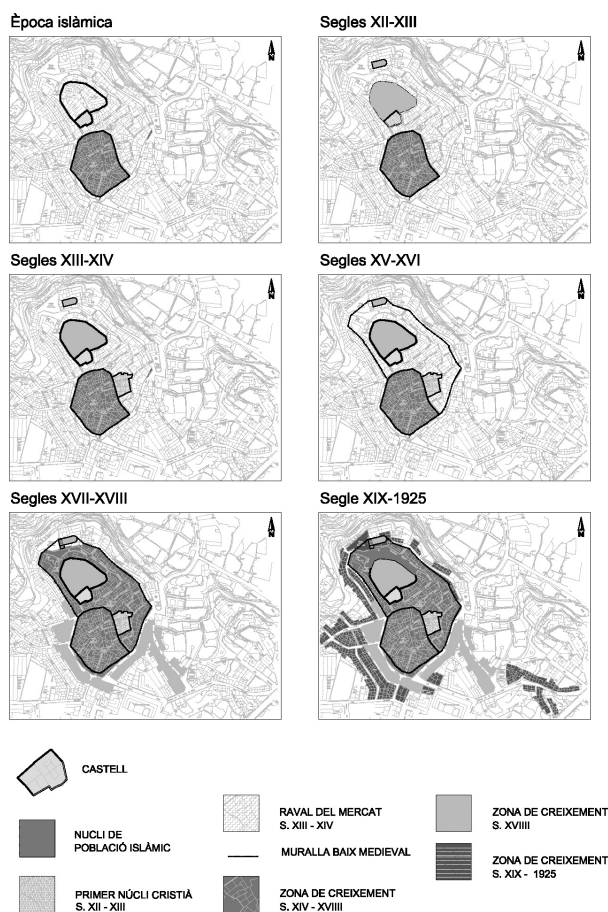 Època islàmica
N
Segles XII-XIII
N
Segles XIII-XIV
N
Segles XV-XVI
N
Segles XVII-XVIII
N
Segle XIX-1925
N
CASTELL
NUCLI DE
POBLACIÓ ISLÀMIC
PRIMER NÚCLI CRISTIÀ
S. XII - XIII
RAVAL DEL MERCAT
S. XIII - XIV
MURALLA BAIX MEDIEVAL
ZONA DE CREIXEMENT
S. XIV - XVIIII
ZONA DE CREIXEMENT
S. XVIIII
ZONA DE CREIXEMENT
S. XIX - 1925